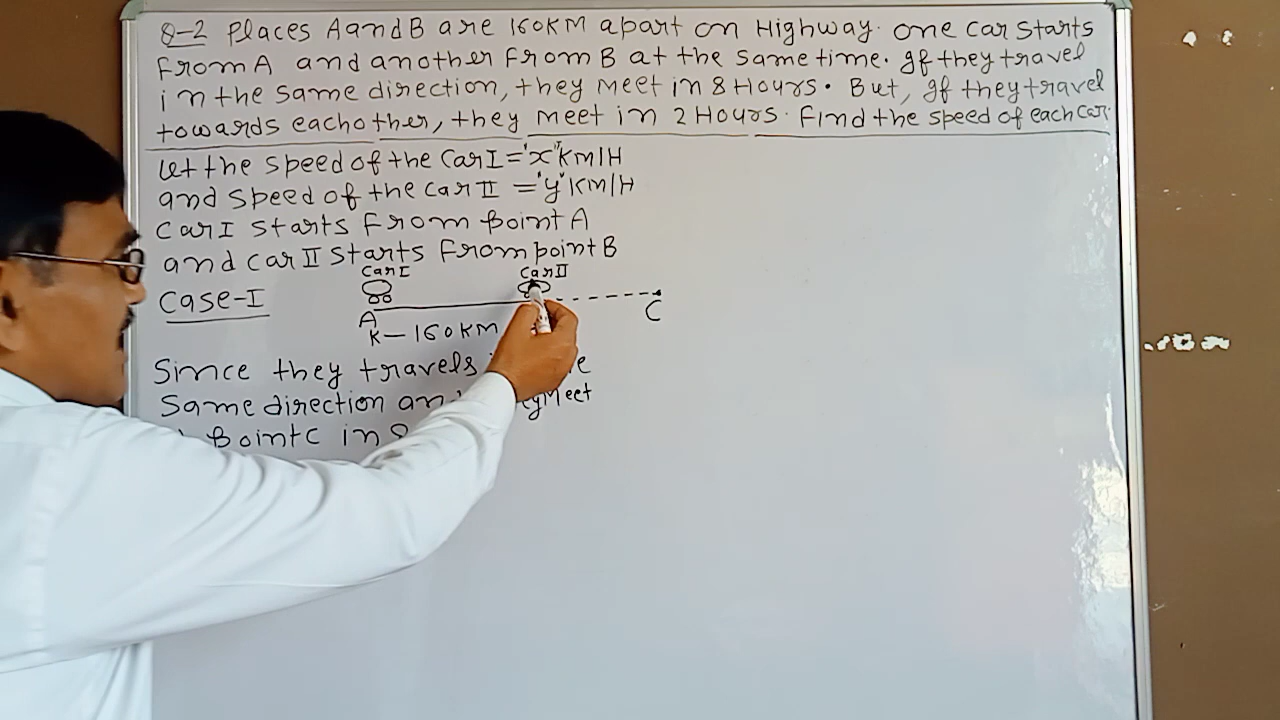 Q-2 Places A and B are 160KM apart on Highway. one car starts
From A and another From B at the same time. If they travel
in the same direction, they meet in 8 Hours. But, If they travel
towards eachother, they meet in 2 Hours. Find the speed of each car.
Let the speed of the Car I = 'x' KM/H
and speed of the car II = 'y' KM/H
Car I starts From point A
and car II starts From point B
Car I Car II
Case-I
A C
K— 160KM
Since they travels
Same direction Meet
Point C in